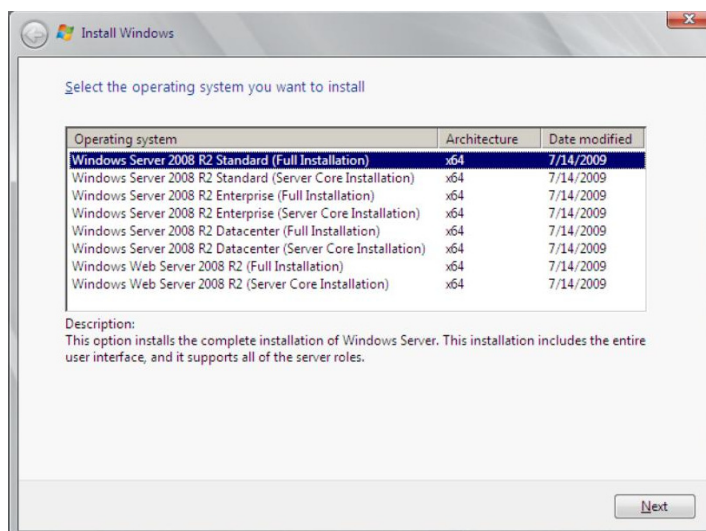 Install Windows
Select the operating system you want to install
Operating system Architecture Date modified
Windows Server 2008 R2 Standard (Full Installation) x64 7/14/2009
Windows Server 2008 R2 Standard (Server Core Installation) x64 7/14/2009
Windows Server 2008 R2 Enterprise (Full Installation) x64 7/14/2009
Windows Server 2008 R2 Enterprise (Server Core Installation) x64 7/14/2009
Windows Server 2008 R2 Datacenter (Full Installation) x64 7/14/2009
Windows Server 2008 R2 Datacenter (Server Core Installation) x64 7/14/2009
Windows Web Server 2008 R2 (Full Installation) x64 7/14/2009
Windows Web Server 2008 R2 (Server Core Installation) x64 7/14/2009
Description:
This option installs the complete installation of Windows Server. This installation includes the entire
user interface, and it supports all of the server roles.
Next